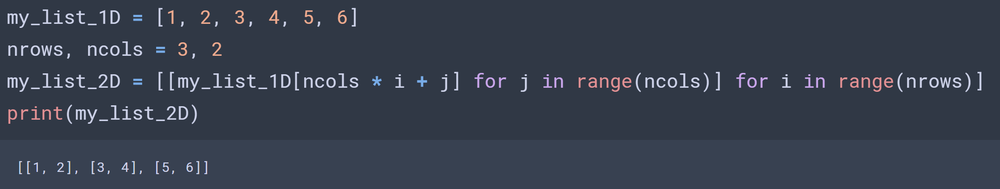 my_list_1D = [1, 2, 3, 4, 5, 6]
nrows, ncols = 3, 2
my_list_2D = [[my_list_1D[ncols * i + j] for j in range(ncols)] for i in range(nrows)]
print(my_list_2D)
[[1, 2], [3, 4], [5, 6]]